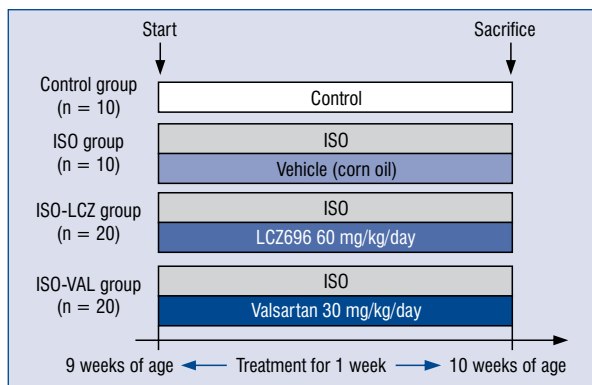 Start
Sacrifice
Control group
(n = 10)
Control
ISO group
(n = 10)
ISO
Vehicle (corn oil)
ISO-LCZ group
(n = 20)
ISO
LCZ696 60 mg/kg/day
ISO-VAL group
(n = 20)
ISO
Valsartan 30 mg/kg/day
9 weeks of age
Treatment for 1 week
10 weeks of age